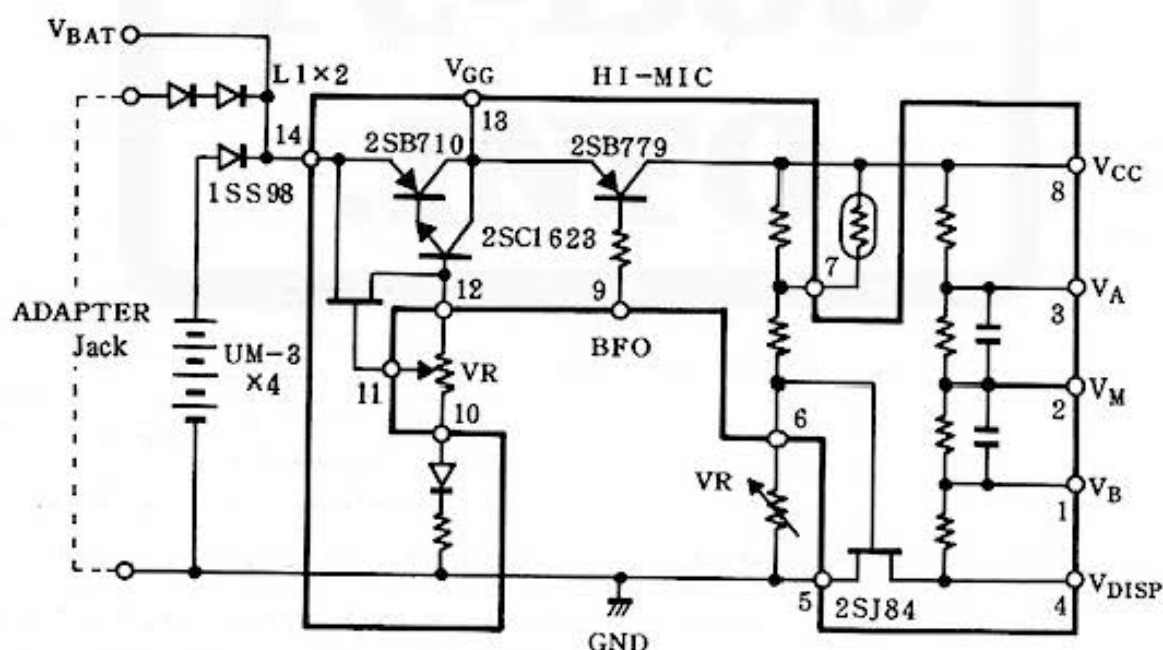 VBAT
L1×2
VGG
HI-MIC
13
14
2SB710
2SB779
VCC
8
1SS98
2SC1623
7
12
9
VA
3
ADAPTER
Jack
UM-3
×4
BFO
VR
11
10
6
VM
2
VR
VB
1
5
2SJ84
VDISP
4
GND